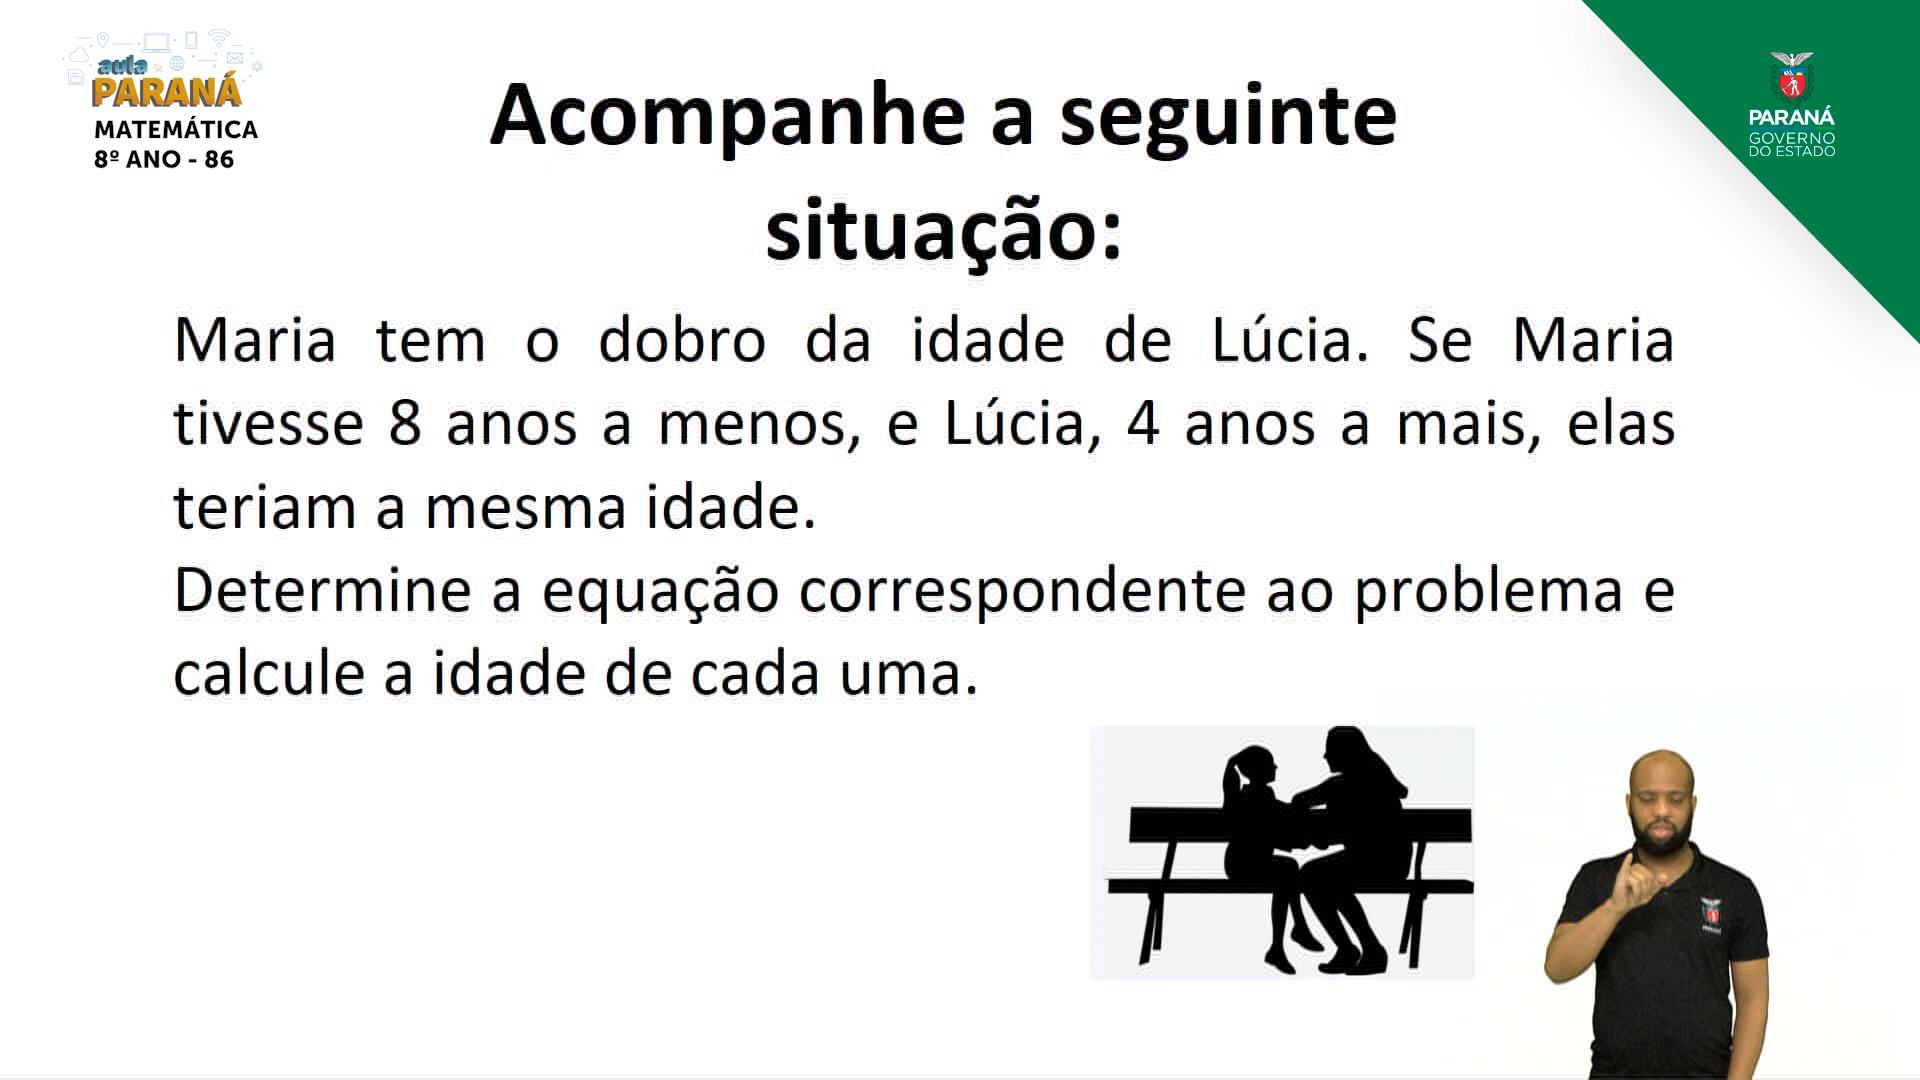 aula
PARANÁ
MATEMÁTICA
8º ANO - 86
PARANÁ
GOVERNO
DO ESTADO
Acompanhe a seguinte
situação:
Maria tem o dobro da idade de Lúcia. Se Maria
tivesse 8 anos a menos, e Lúcia, 4 anos a mais, elas
teriam a mesma idade.
Determine a equação correspondente ao problema e
calcule a idade de cada uma.